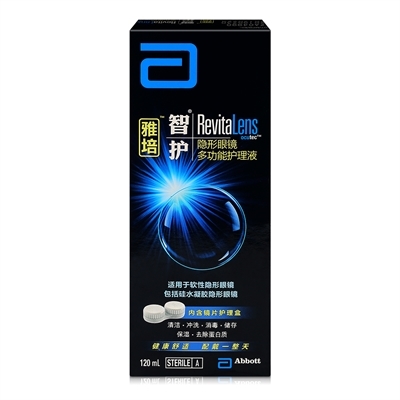 雅培™
智护®
RevitaLens
ocutec™
隐形眼镜
多功能护理液
适用于软性隐形眼镜
包括硅水凝胶隐形眼镜
内含镜片护理盒
清洁·冲洗·消毒·储存
保湿·去除蛋白质
健康舒适 配戴一整天
120 mL STERILE A Abbott